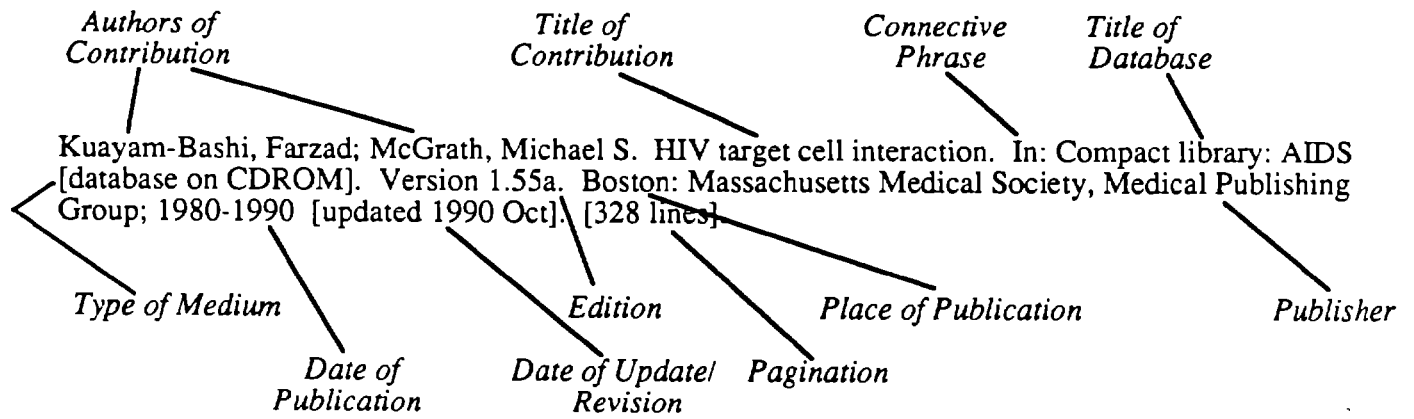 Authors of Contribution
Title of Contribution
Connective Phrase
Title of Database
Kuayam-Bashi, Farzad; McGrath, Michael S. HIV target cell interaction. In: Compact library: AIDS
[database on CDROM]. Version 1.55a. Boston: Massachusetts Medical Society, Medical Publishing
Group; 1980-1990 [updated 1990 Oct]. [328 lines].
Type of Medium
Edition
Place of Publication
Publisher
Date of Publication
Date of Update/ Revision
Pagination